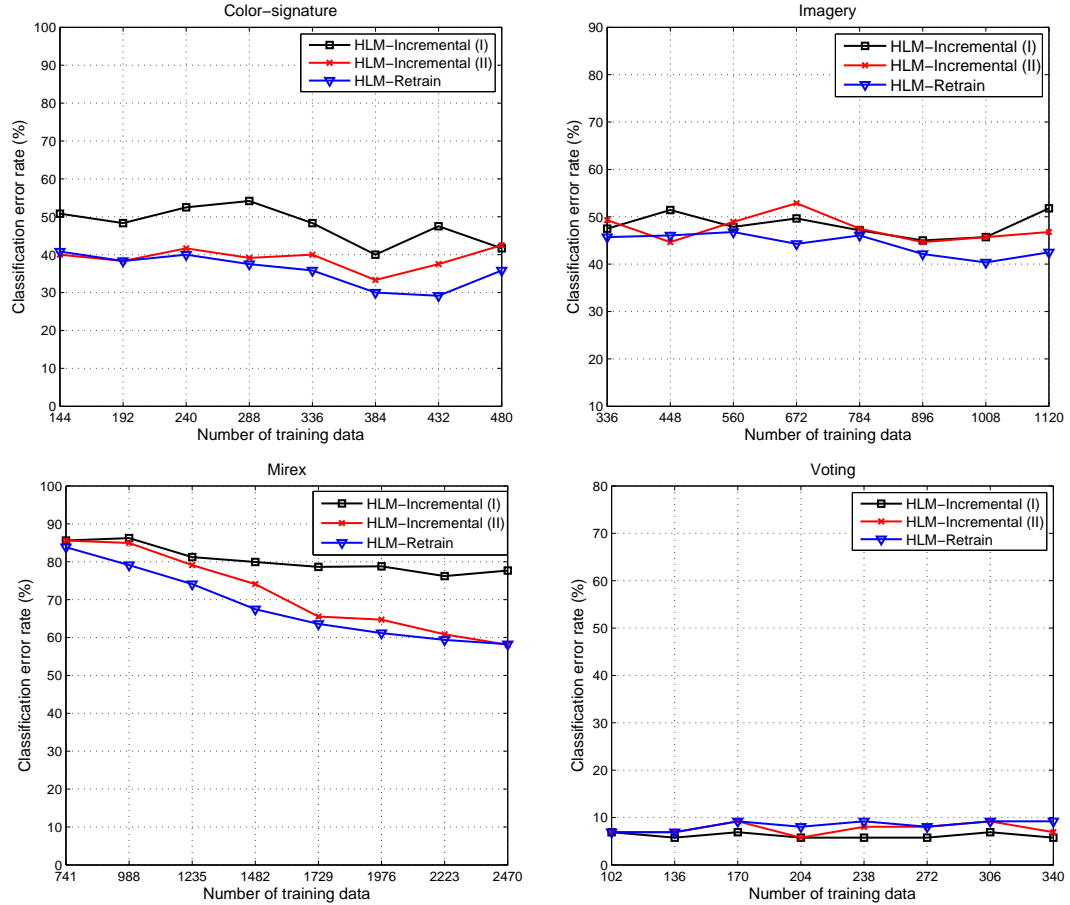 Color−signature
Classification error rate (%)
100
90
80
70
60
50
40
30
20
10
0
HLM−Incremental (I)
HLM−Incremental (II)
HLM−Retrain
144 192 240 288 336 384 432 480
Number of training data
Imagery
Classification error rate (%)
90
80
70
60
50
40
30
20
10
HLM−Incremental (I)
HLM−Incremental (II)
HLM−Retrain
336 448 560 672 784 896 1008 1120
Number of training data
Mirex
Classification error rate (%)
100
90
80
70
60
50
40
30
20
10
0
HLM−Incremental (I)
HLM−Incremental (II)
HLM−Retrain
741 988 1235 1482 1729 1976 2223 2470
Number of training data
Voting
Classification error rate (%)
80
70
60
50
40
30
20
10
0
HLM−Incremental (I)
HLM−Incremental (II)
HLM−Retrain
102 136 170 204 238 272 306 340
Number of training data